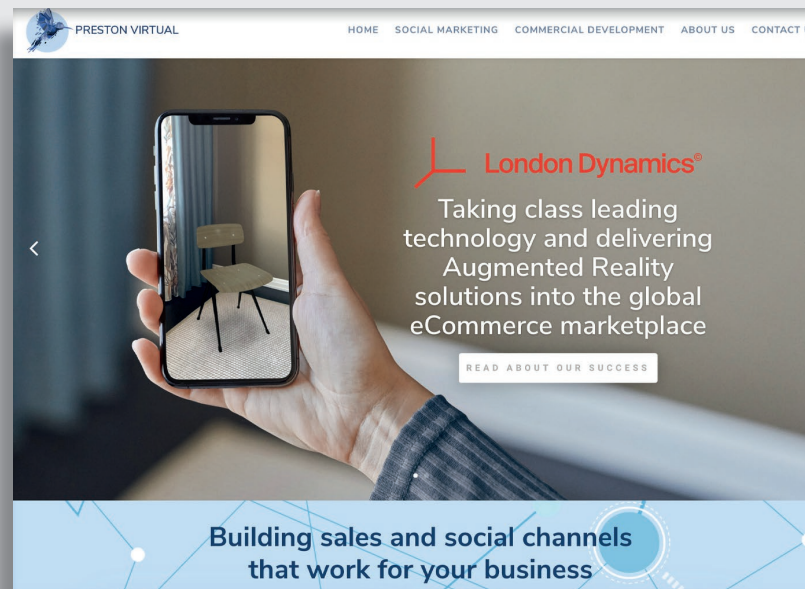 PRESTON VIRTUAL
HOME SOCIAL MARKETING COMMERCIAL DEVELOPMENT ABOUT US CONTACT
London Dynamics©
Taking class leading
technology and delivering
Augmented Reality
solutions into the global
eCommerce marketplace
READ ABOUT OUR SUCCESS
Building sales and social channels
that work for your business